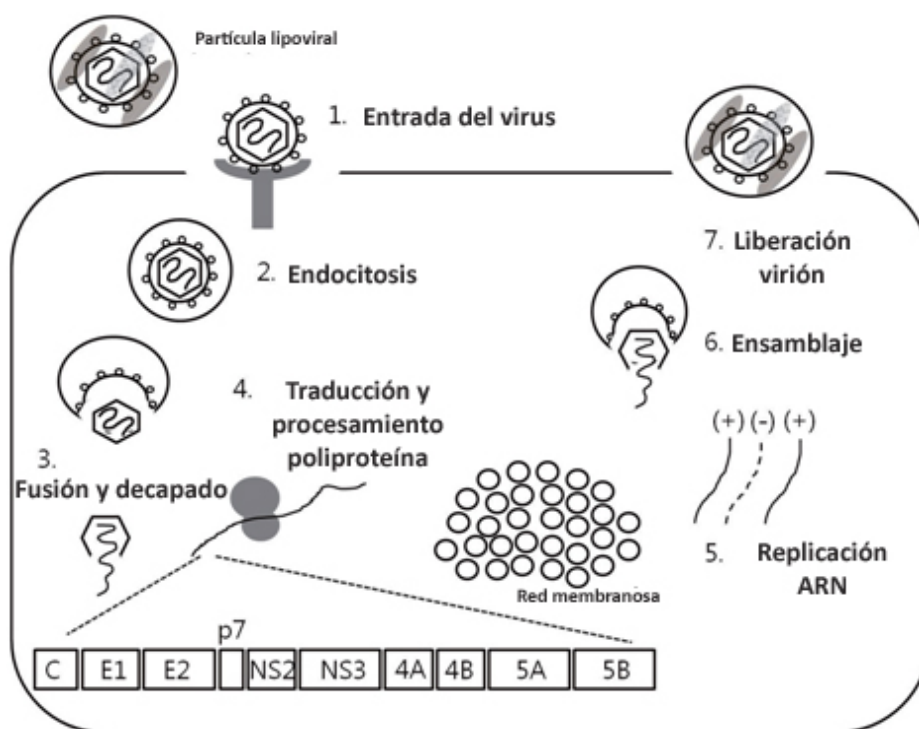 Partícula lipoviral
1. Entrada del virus
2. Endocitosis
3.
Fusión y decapado
4. Traducción y
procesamiento
poliproteína
Red membranosa
(+) (-) (+)
5. Replicación
ARN
6. Ensamblaje
7. Liberación
virión
p7
C E1 E2 NS2 NS3 4A 4B 5A 5B